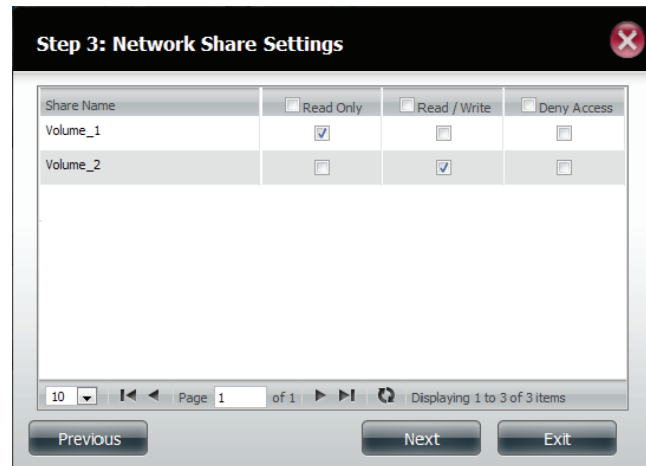 Step 3: Network Share Settings
Share Name Read Only Read / Write Deny Access
Volume_1
Volume_2
10 Page 1 of 1 Displaying 1 to 3 of 3 items
Previous Next Exit